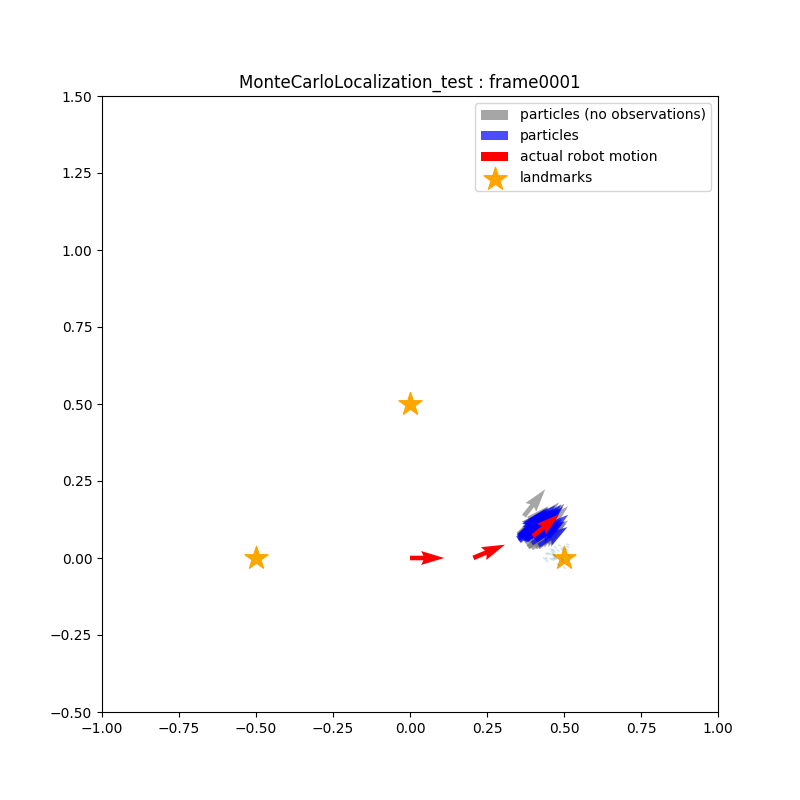 MonteCarloLocalization_test : frame0001
1.50
particles (no observations)
particles
actual robot motion
landmarks
1.25
1.00
0.75
0.50
0.25
0.00
−0.25
−0.50
−1.00 −0.75 −0.50 −0.25 0.00 0.25 0.50 0.75 1.00